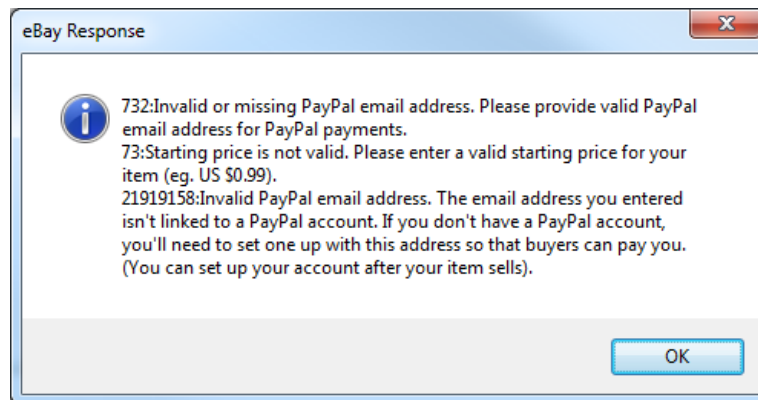 eBay Response
732:Invalid or missing PayPal email address. Please provide valid PayPal
email address for PayPal payments.
73:Starting price is not valid. Please enter a valid starting price for your
item (eg. US $0.99).
21919158:Invalid PayPal email address. The email address you entered
isn't linked to a PayPal account. If you don't have a PayPal account,
you'll need to set one up with this address so that buyers can pay you.
(You can set up your account after your item sells).
OK